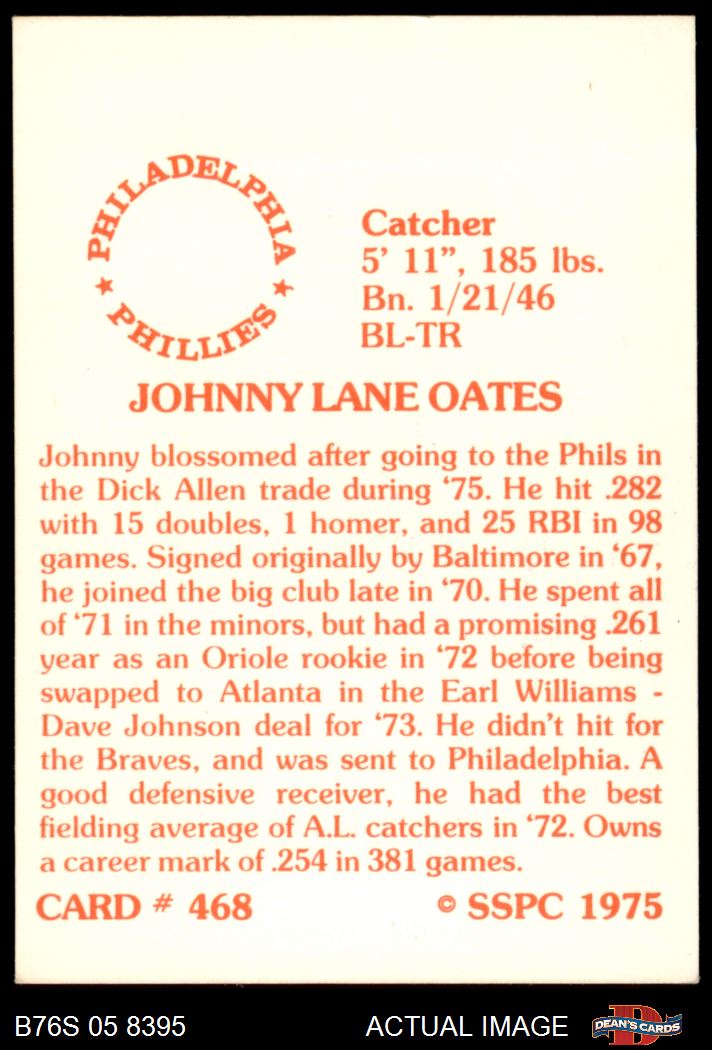 PHILADELPHIA
★ PHILLIES ★
Catcher
5' 11”, 185 lbs.
Bn. 1/21/46
BL-TR
JOHNNY LANE OATES
Johnny blossomed after going to the Phils in
the Dick Allen trade during ‘75. He hit .282
with 15 doubles, 1 homer, and 25 RBI in 98
games. Signed originally by Baltimore in ‘67,
he joined the big club late in ‘70. He spent all
of ‘71 in the minors, but had a promising .261
year as an Oriole rookie in ‘72 before being
swapped to Atlanta in the Earl Williams -
Dave Johnson deal for ‘73. He didn't hit for
the Braves, and was sent to Philadelphia. A
good defensive receiver, he had the best
fielding average of A.L. catchers in ‘72. Owns
a career mark of .254 in 381 games.
CARD # 468 © SSPC 1975
B76S 05 8395 ACTUAL IMAGE D DEAN'S CARDS